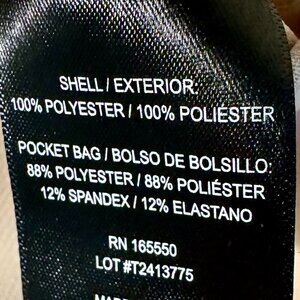 SHELL / EXTERIOR:
100% POLYESTER / 100% POLIÉSTER
POCKET BAG / BOLSO DE BOLSILLO:
88% POLYESTER / 88% POLIÉSTER
12% SPANDEX / 12% ELASTANO
RN 165550
LOT #T2413775